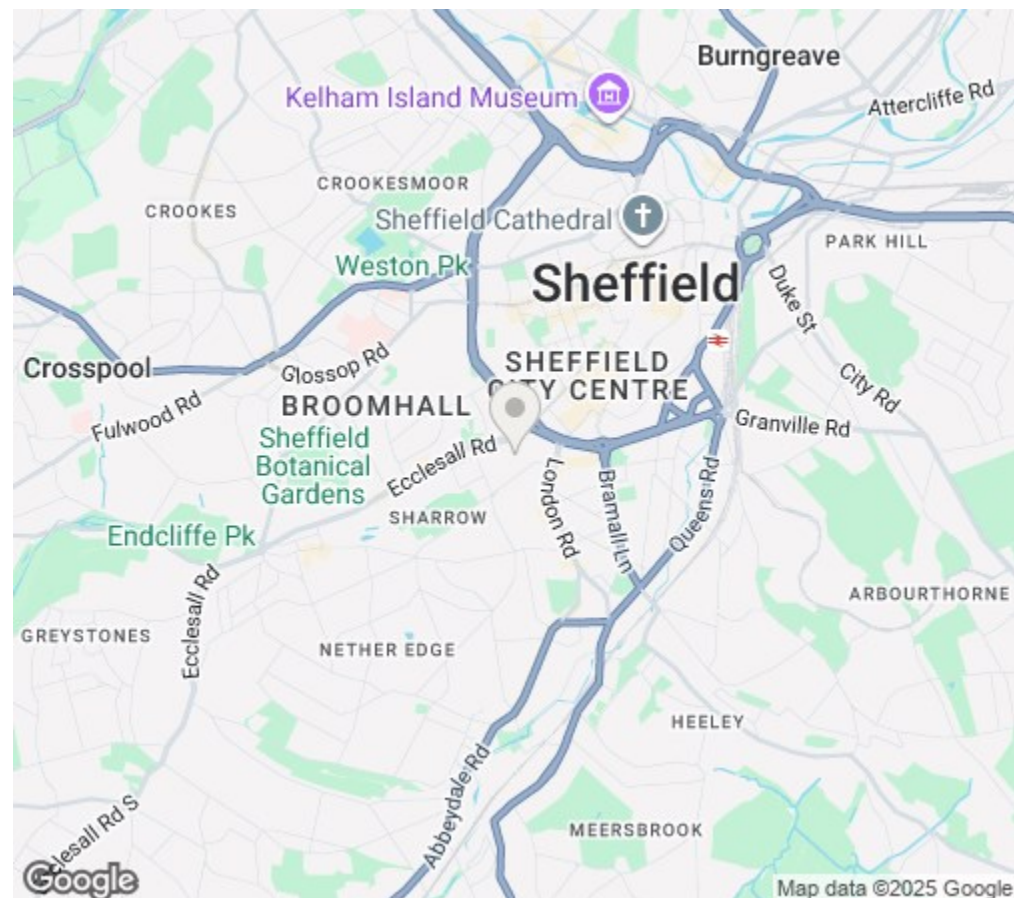 Burngreave
Kelham Island Museum
Attercliffe Rd
CROOKESMOOR
CROOKES
Sheffield Cathedral
PARK HILL
Weston Pk
Sheffield
Duke St
Crosspool
Glossop Rd
SHEFFIELD
CITY CENTRE
City Rd
Fulwood Rd
BROOMHALL
Granville Rd
Sheffield
Botanical
Gardens
Ecclesall Rd
London Rd
Bramall Ln
Queens Rd
SHARROW
Endcliffe Pk
Ecclesall Rd
ARBOURTHORNE
GREYSTONES
NETHER EDGE
HEELEY
Abbeydale Rd
MEERSBROOK
Ecclesall Rd S
Google
Map data ©2025 Google